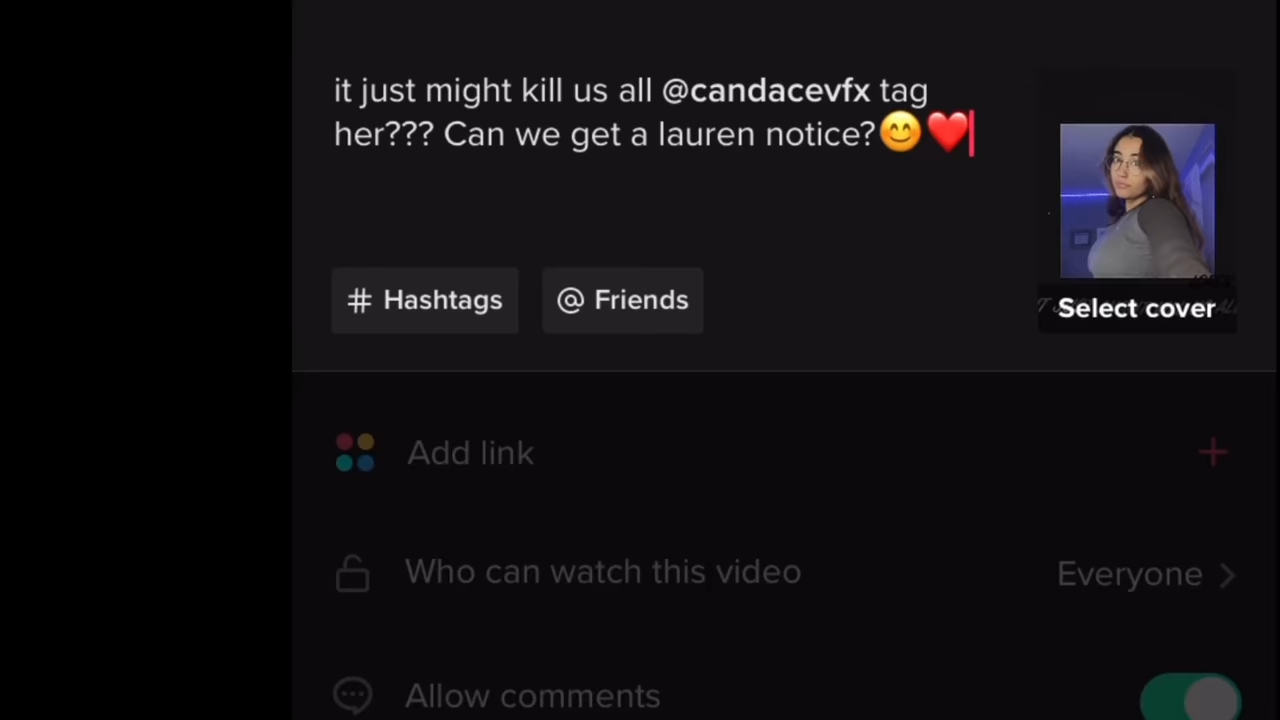 it just might kill us all @candacevfx tag
her??? Can we get a lauren notice?😊❤️
# Hashtags
@ Friends
Select cover
Add link
Who can watch this video
Everyone
Allow comments